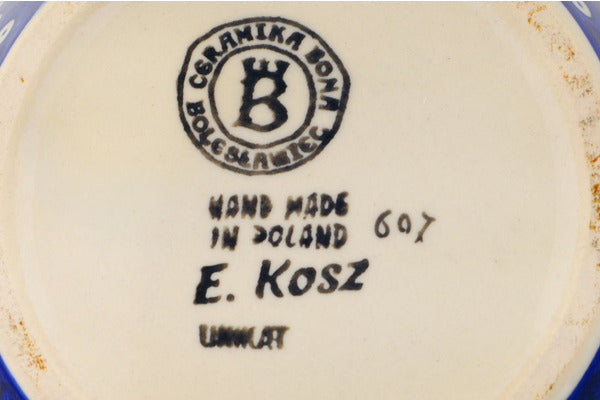 CERAMIKA BONA
BOLESŁAWIEC
B
HAND MADE
IN POLAND 607
E. KOSZ
UNIKAT